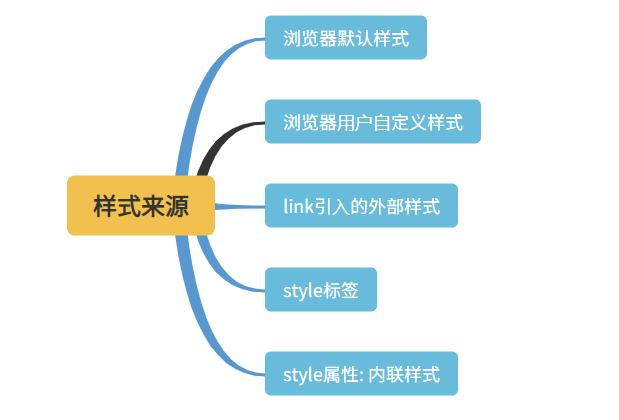 浏览器默认样式
浏览器用户自定义样式
样式来源
link引入的外部样式
style标签
style属性: 内联样式